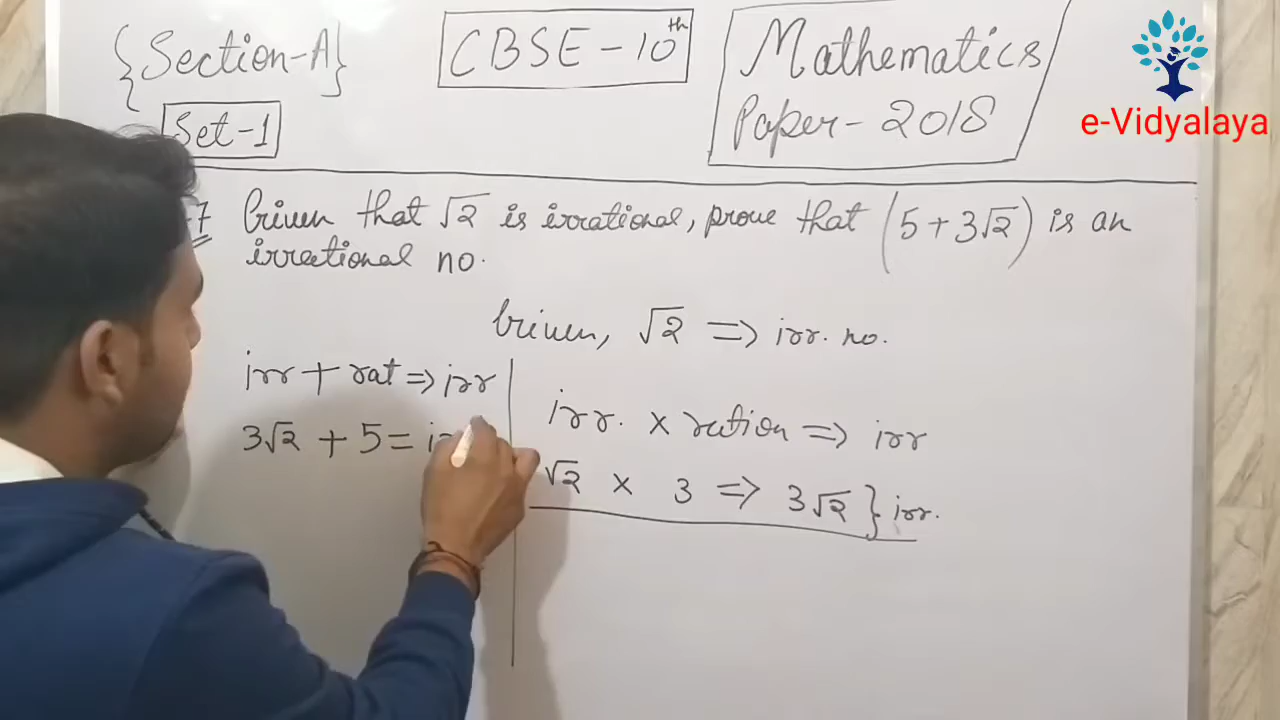 {Section-A}
CBSE-10th
Mathematics
Paper-2018
Set-1
e-Vidyalaya
7 Given that √2 is irrational, prove that (5+3√2) is an
irrational no.
Given, √2 => irr. no.
irr + rat => irr
3√2 + 5 =
irr. × ration => irr
√2 × 3 => 3√2 } irr.